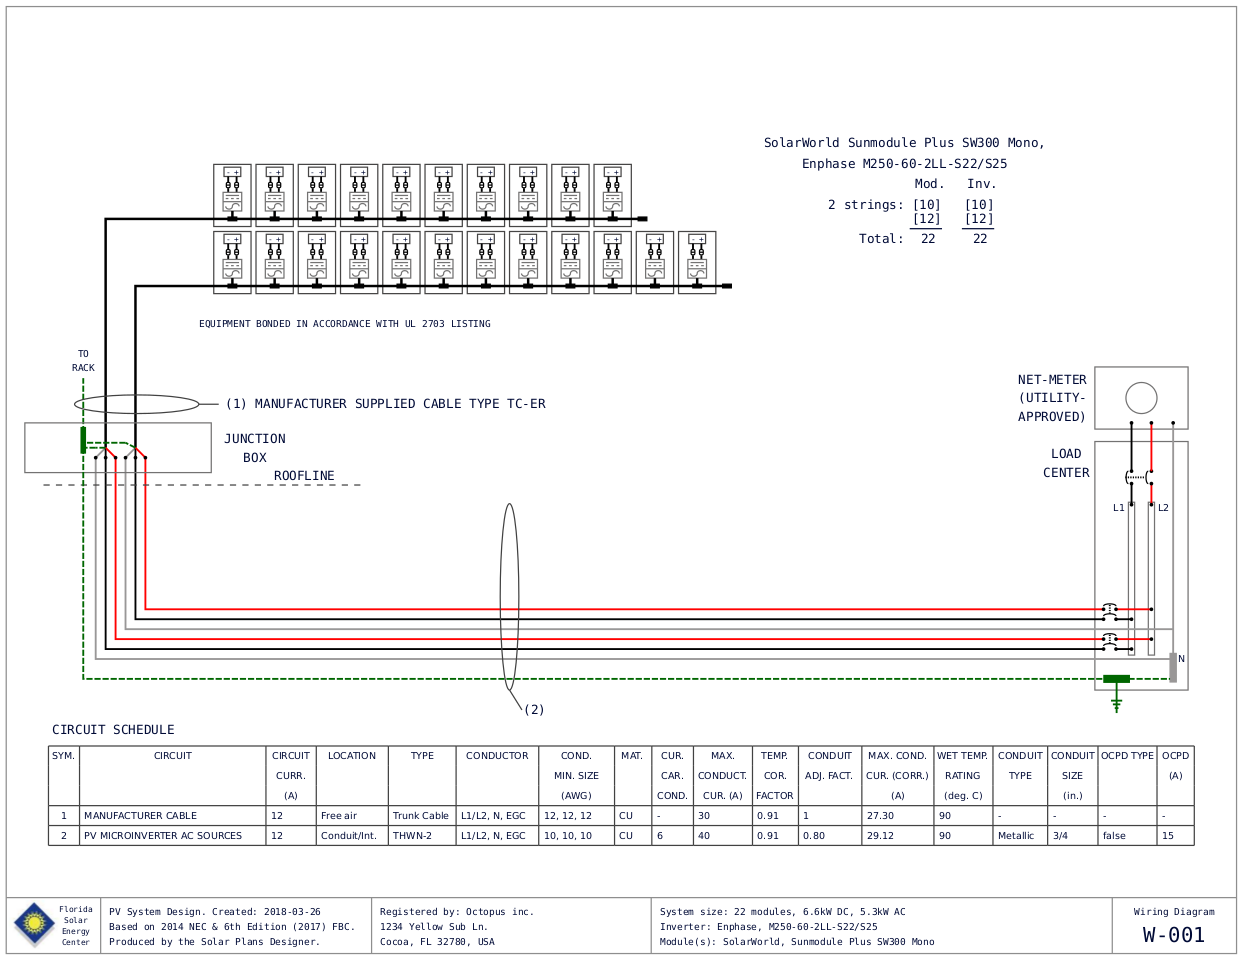 SolarWorld Sunmodule Plus SW300 Mono,
Enphase M250-60-2LL-S22/S25
Mod. Inv.
2 strings: [10] [10]
[12] [12]
Total: 22 22
EQUIPMENT BONDED IN ACCORDANCE WITH UL 2703 LISTING
TO
RACK
(1) MANUFACTURER SUPPLIED CABLE TYPE TC-ER
JUNCTION
BOX
ROOFLINE
NET-METER
(UTILITY-
APPROVED)
LOAD
CENTER
L1 L2
N
(2)
CIRCUIT SCHEDULE
SYM. CIRCUIT CIRCUIT LOCATION TYPE CONDUCTOR COND. MAT. CUR. MAX. TEMP. CONDUIT MAX. COND. WET TEMP. CONDUIT CONDUIT OCPD TYPE OCPD
CURR. MIN. SIZE CAR. CONDUCT. COR. ADJ. FACT. CUR. (CORR.) RATING TYPE SIZE (A)
(A) (AWG) COND. CUR. (A) FACTOR (A) (deg. C) (in.)
1 MANUFACTURER CABLE 12 Free air Trunk Cable L1/L2, N, EGC 12, 12, 12 CU - 30 0.91 1 27.30 90 - - - -
2 PV MICROINVERTER AC SOURCES 12 Conduit/Int. THWN-2 L1/L2, N, EGC 10, 10, 10 CU 6 40 0.91 0.80 29.12 90 Metallic 3/4 false 15
Florida
Solar
Energy
Center
PV System Design. Created: 2018-03-26
Based on 2014 NEC & 6th Edition (2017) FBC.
Produced by the Solar Plans Designer.
Registered by: Octopus inc.
1234 Yellow Sub Ln.
Cocoa, FL 32780, USA
System size: 22 modules, 6.6kW DC, 5.3kW AC
Inverter: Enphase, M250-60-2LL-S22/S25
Module(s): SolarWorld, Sunmodule Plus SW300 Mono
Wiring Diagram
W-001